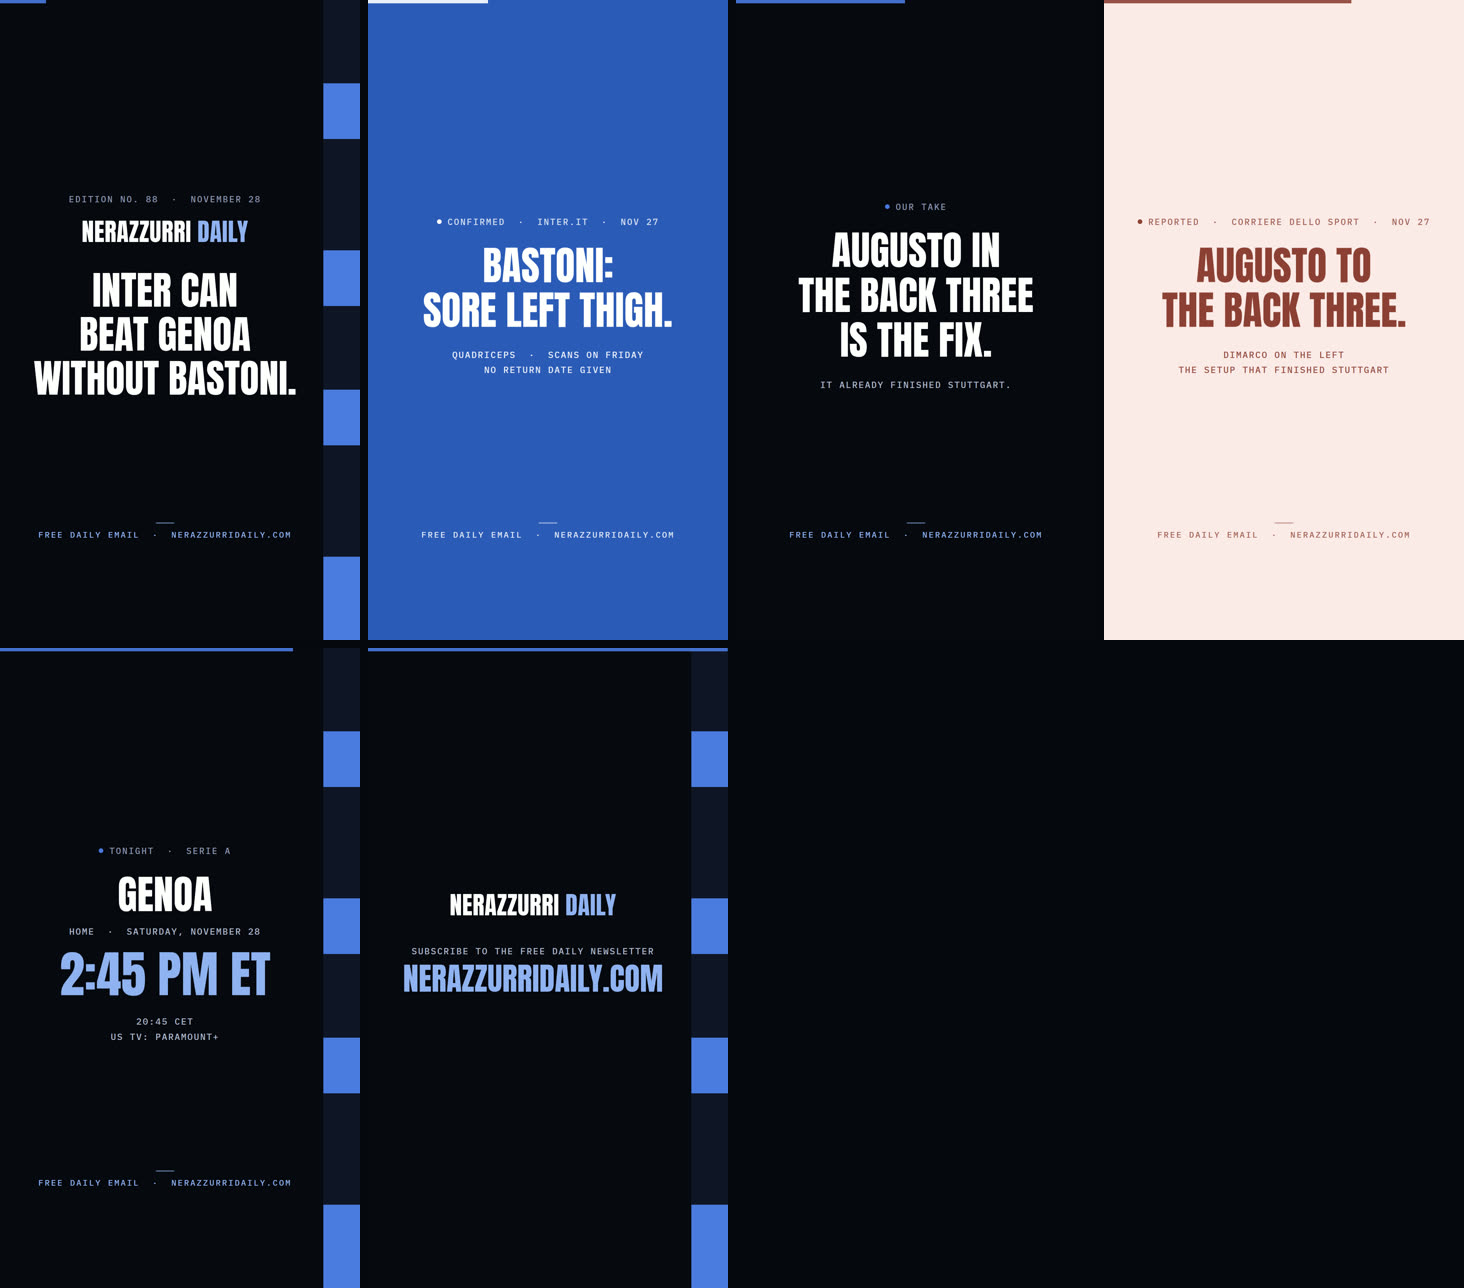 EDITION NO. 88 · NOVEMBER 28
NERAZZURRI DAILY
INTER CAN
BEAT GENOA
WITHOUT BASTONI.
FREE DAILY EMAIL · NERAZZURRIDAILY.COM
CONFIRMED · INTER.IT · NOV 27
BASTONI:
SORE LEFT THIGH.
QUADRICEPS · SCANS ON FRIDAY
NO RETURN DATE GIVEN
FREE DAILY EMAIL · NERAZZURRIDAILY.COM
OUR TAKE
AUGUSTO IN
THE BACK THREE
IS THE FIX.
IT ALREADY FINISHED STUTTGART.
FREE DAILY EMAIL · NERAZZURRIDAILY.COM
REPORTED · CORRIERE DELLO SPORT · NOV 27
AUGUSTO TO
THE BACK THREE.
DIMARCO ON THE LEFT
THE SETUP THAT FINISHED STUTTGART
FREE DAILY EMAIL · NERAZZURRIDAILY.COM
TONIGHT · SERIE A
GENOA
HOME · SATURDAY, NOVEMBER 28
2:45 PM ET
20:45 CET
US TV: PARAMOUNT+
FREE DAILY EMAIL · NERAZZURRIDAILY.COM
NERAZZURRI DAILY
SUBSCRIBE TO THE FREE DAILY NEWSLETTER
NERAZZURRIDAILY.COM